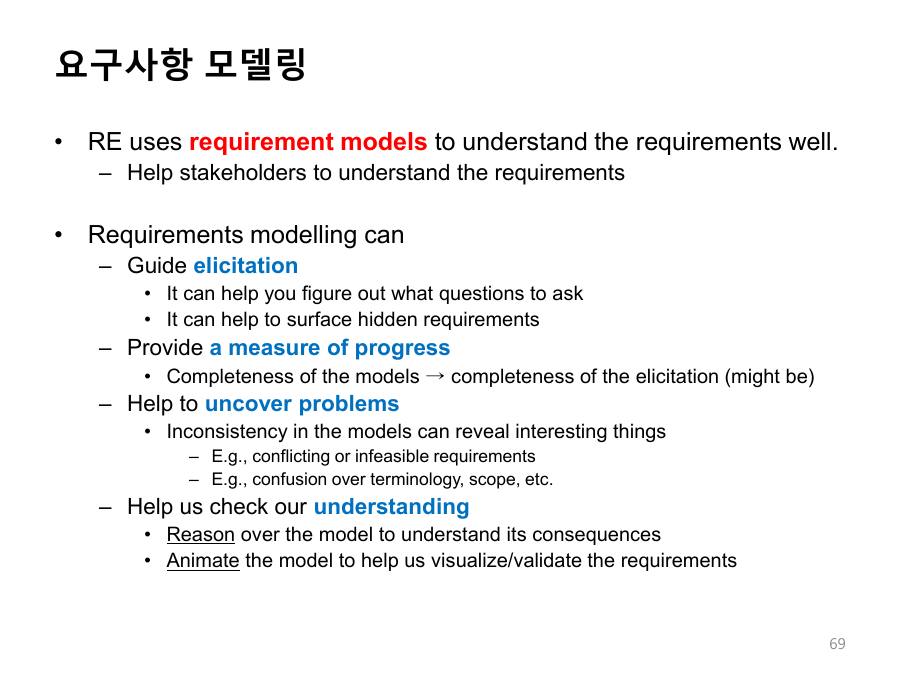 요구사항 모델링
• RE uses requirement models to understand the requirements well.
– Help stakeholders to understand the requirements
• Requirements modelling can
– Guide elicitation
• It can help you figure out what questions to ask
• It can help to surface hidden requirements
– Provide a measure of progress
• Completeness of the models → completeness of the elicitation (might be)
– Help to uncover problems
• Inconsistency in the models can reveal interesting things
– E.g., conflicting or infeasible requirements
– E.g., confusion over terminology, scope, etc.
– Help us check our understanding
• Reason over the model to understand its consequences
• Animate the model to help us visualize/validate the requirements
69